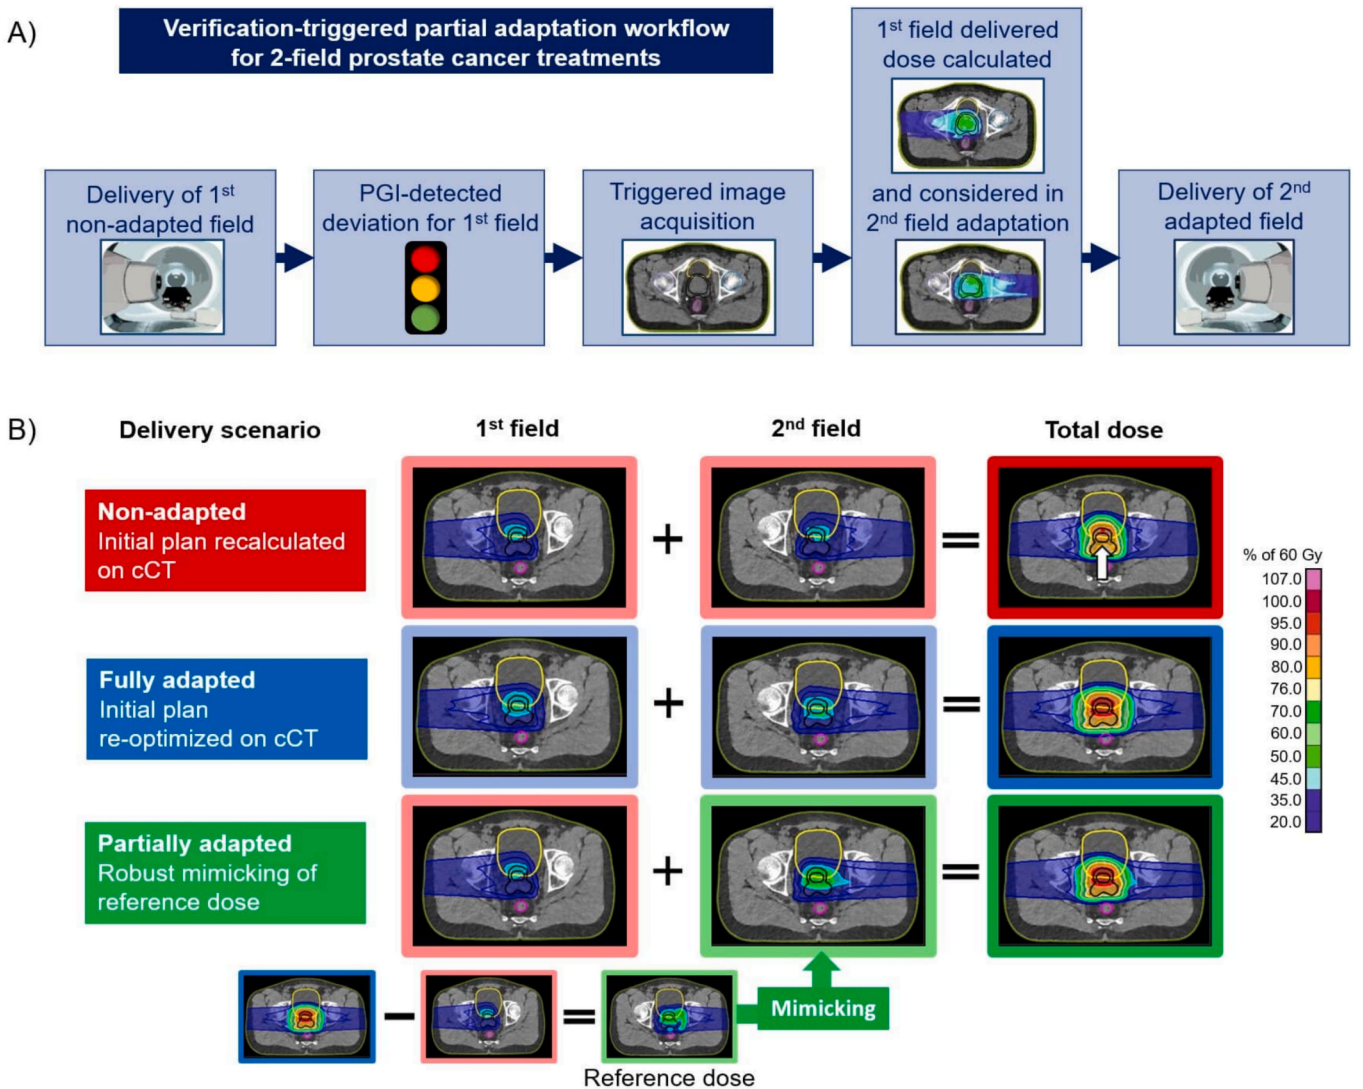 A)
Verification-triggered partial adaptation workflow
for 2-field prostate cancer treatments
Delivery of 1st
non-adapted field
PGI-detected
deviation for 1st field
Triggered image
acquisition
1st field delivered
dose calculated
and considered in
2nd field adaptation
Delivery of 2nd
adapted field
B)
Delivery scenario
1st field
2nd field
Total dose
Non-adapted
Initial plan recalculated
on cCT
+
=
Fully adapted
Initial plan
re-optimized on cCT
+
=
Partially adapted
Robust mimicking of
reference dose
+
=
% of 60 Gy
107.0
100.0
95.0
90.0
80.0
76.0
70.0
60.0
50.0
45.0
35.0
20.0
−
=
Mimicking
Reference dose